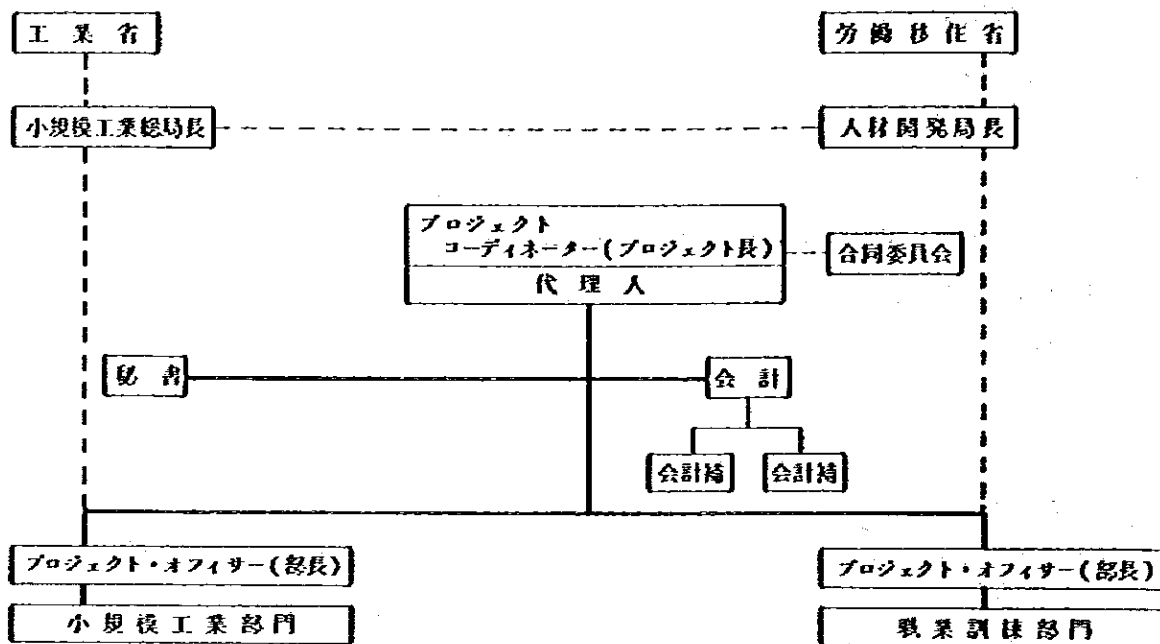 工業省
労働移住省
小規模工業総局長
人材開発局長
プロジェクト
コーディネーター(プロジェクト長)
合同委員会
代理人
秘書
会計
会計補
会計補
プロジェクト・オフィサー(部長)
プロジェクト・オフィサー(部長)
小規模工業部門
職業訓練部門